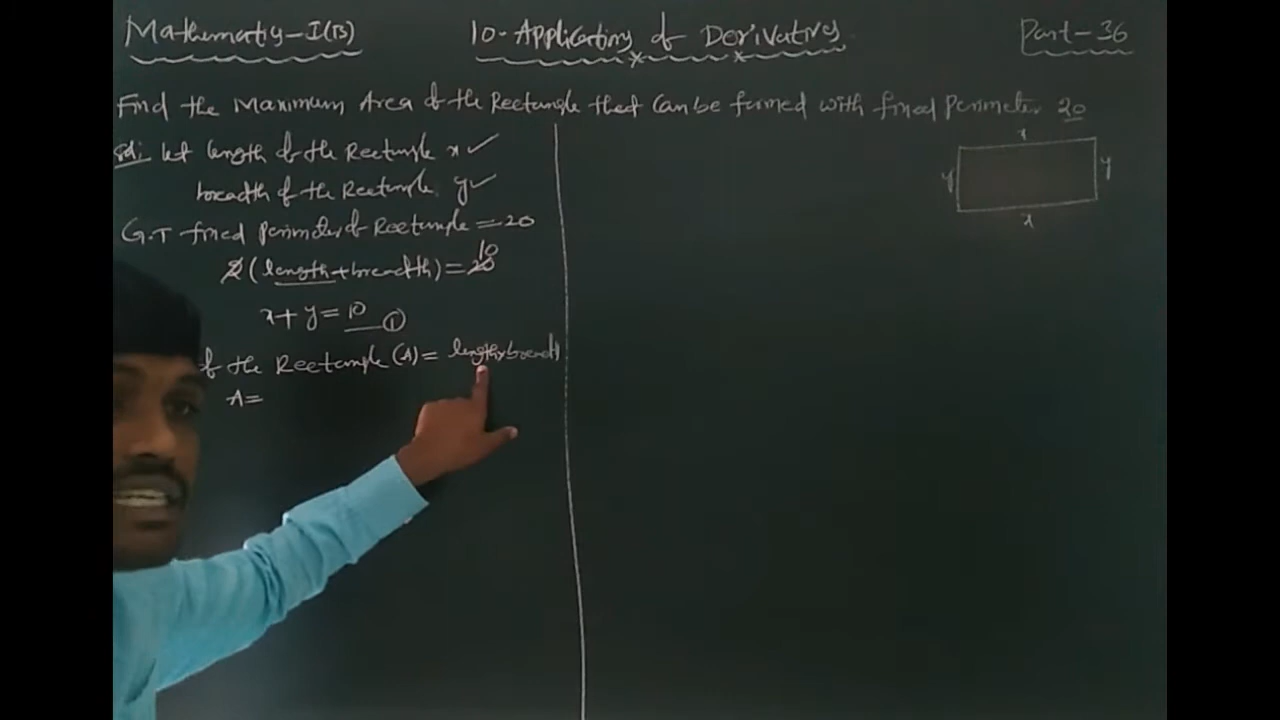 Mathematics-I(B)
10-Applications of Derivatives
Part-36
Find the Maximum Area of the Rectangle that can be formed with fixed Perimeter 20
Sol: Let length of the Rectangle x ✓
breadth of the Rectangle y ✓
G.T fixed perimeter of Rectangle = 20
2(length+breadth) = 20 10
x+y = 10 ①
of the Rectangle (A) = length×breadth
A=
x
y
y
x